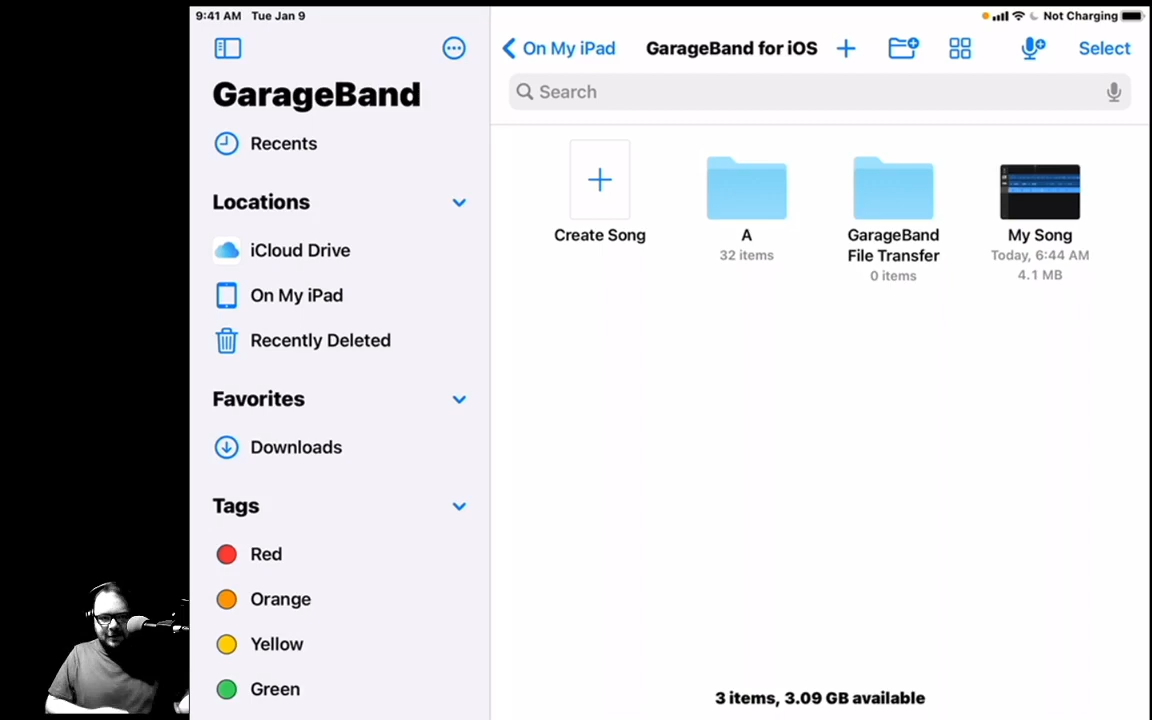 9:41 AM Tue Jan 9
Not Charging
GarageBand
Recents
Locations
iCloud Drive
On My iPad
Recently Deleted
Favorites
Downloads
Tags
Red
Orange
Yellow
Green
On My iPad
GarageBand for iOS
Select
Search
Create Song
A
32 items
GarageBand
File Transfer
0 items
My Song
Today, 6:44 AM
4.1 MB
3 items, 3.09 GB available